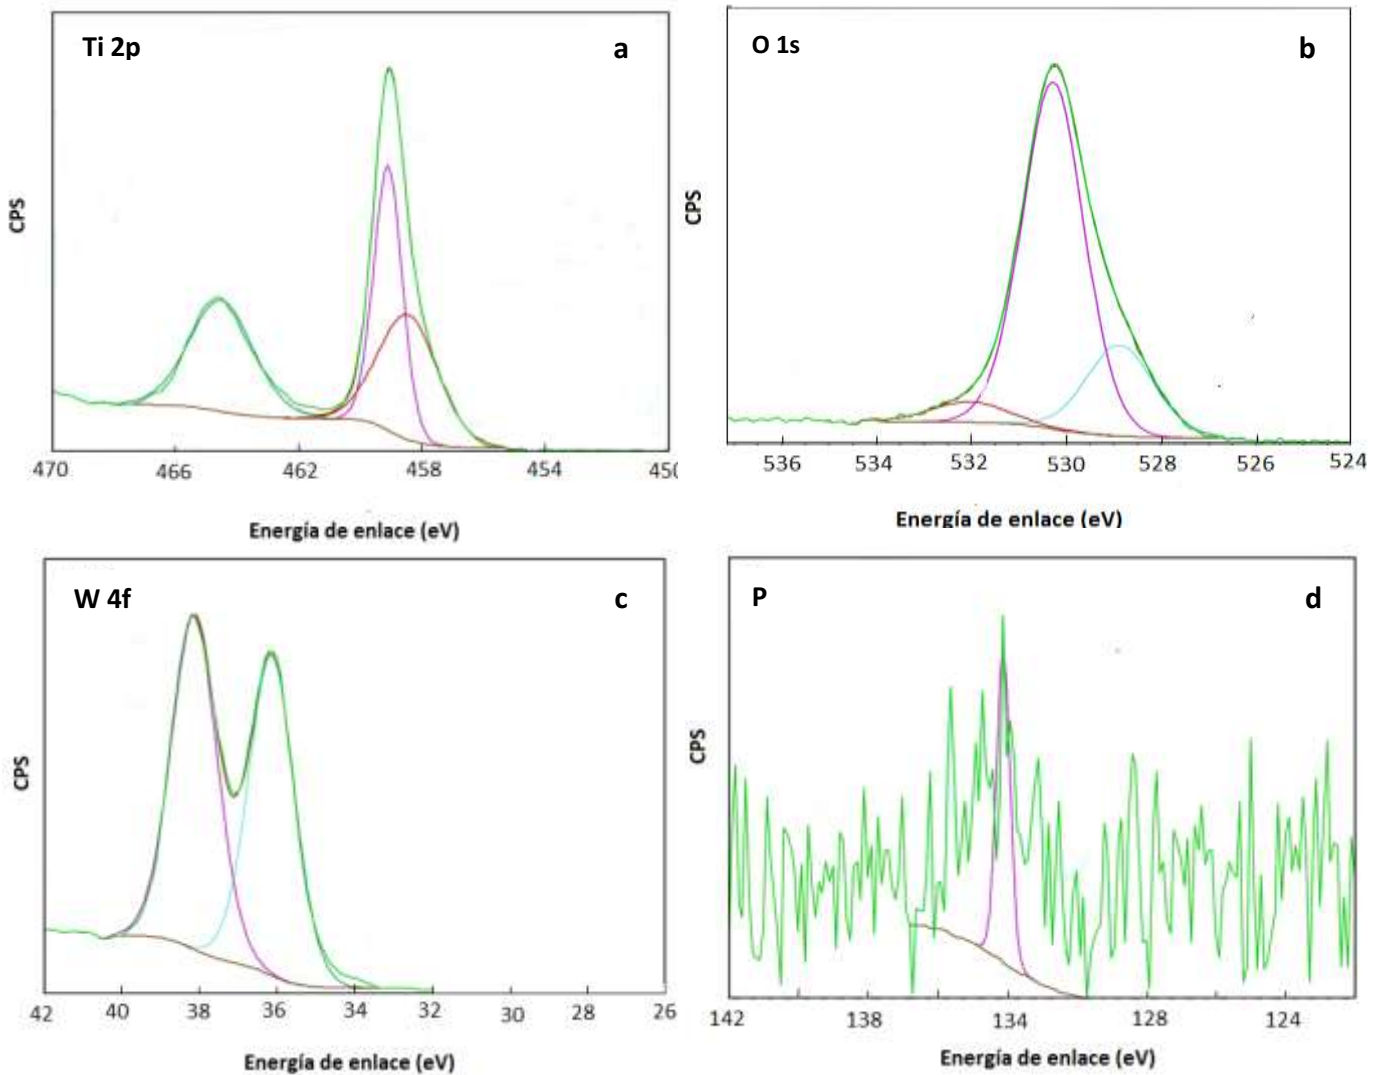 Ti 2p
a
CPS
470 466 462 458 454 450
Energía de enlace (eV)
O 1s
b
CPS
536 534 532 530 528 526 524
Energía de enlace (eV)
W 4f
c
CPS
42 40 38 36 34 32 30 28 26
Energía de enlace (eV)
P
d
CPS
142 138 134 128 124
Energía de enlace (eV)